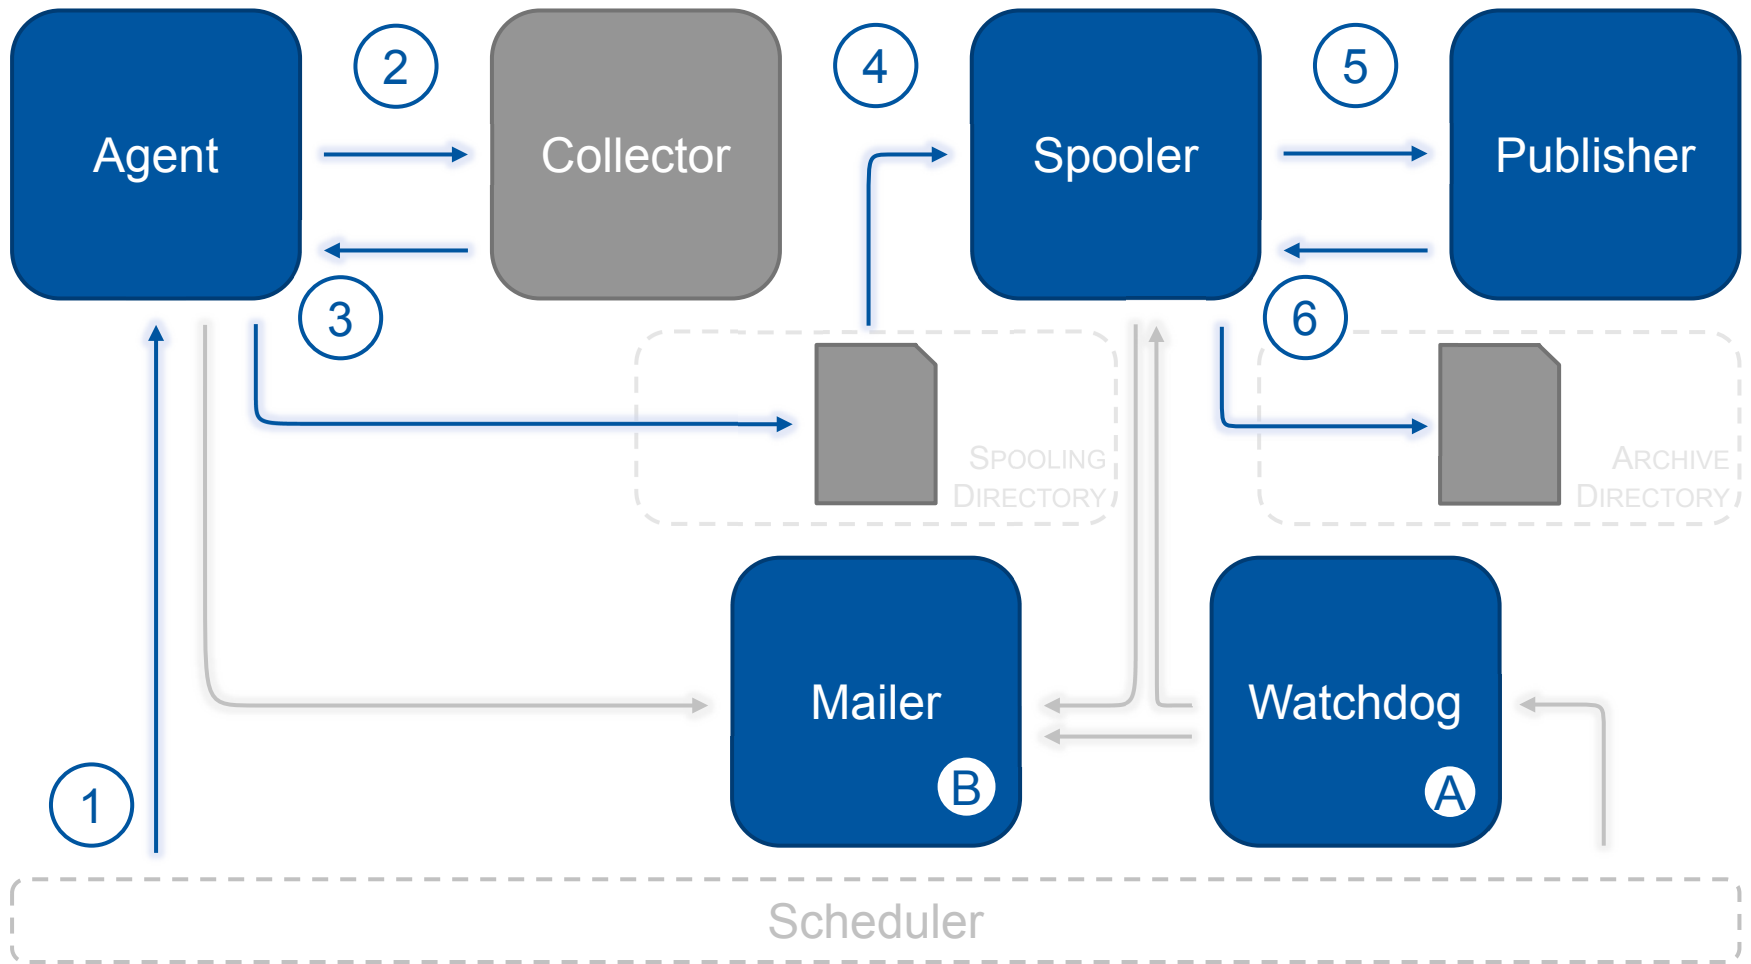 2
4
5
Agent
Collector
Spooler
Publisher
3
6
SPOOLING
DIRECTORY
ARCHIVE
DIRECTORY
Mailer
Watchdog
B
A
1
Scheduler